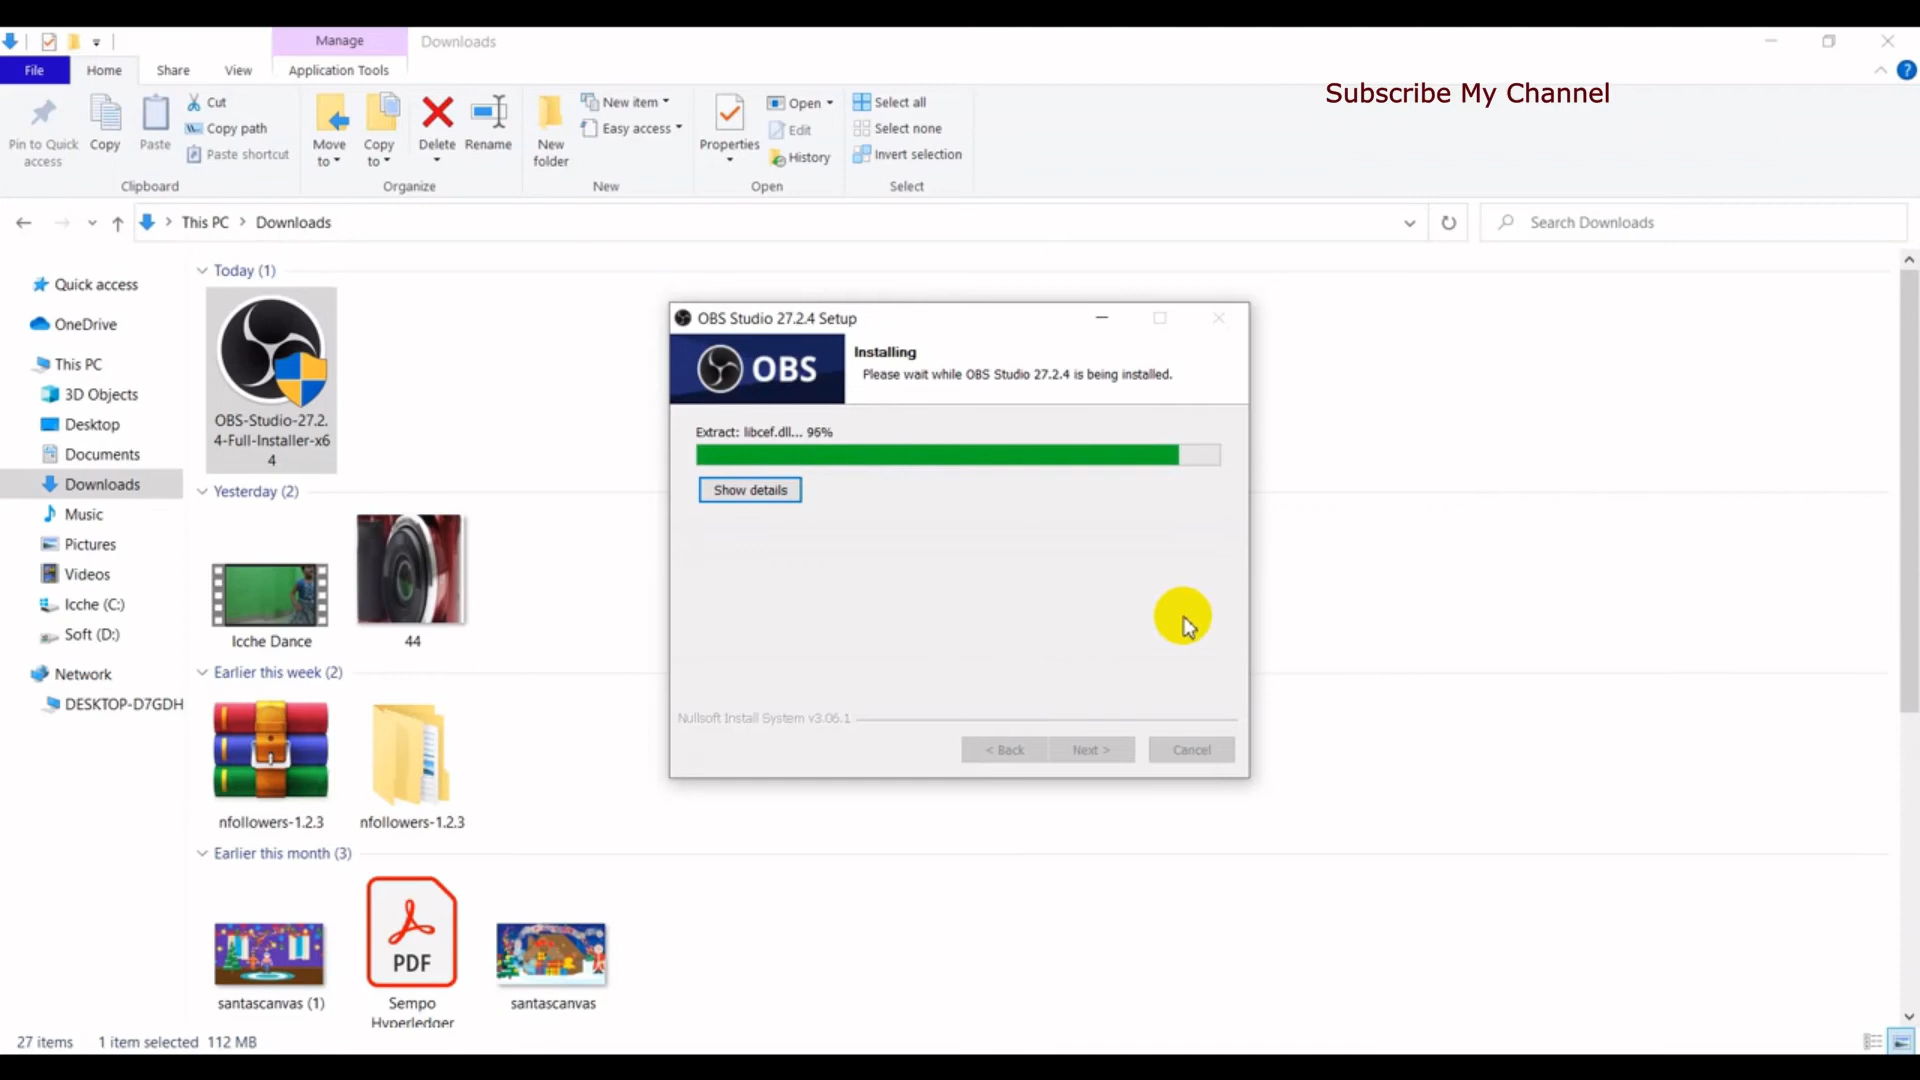 Manage
Downloads
File
Home
Share
View
Application Tools
Subscribe My Channel
Pin to Quick
access
Copy
Paste
Cut
Copy path
Paste shortcut
Clipboard
Move
to
Copy
to
Delete
Rename
Organize
New
folder
New item
Easy access
New
Properties
Open
Edit
History
Open
Select all
Select none
Invert selection
Select
This PC > Downloads
Search Downloads
Quick access
OneDrive
This PC
3D Objects
Desktop
Documents
Downloads
Music
Pictures
Videos
Icche (C:)
Soft (D:)
Network
DESKTOP-D7GDH
Today (1)
OBS-Studio-27.2.
4-Full-Installer-x6
4
Yesterday (2)
Icche Dance
44
Earlier this week (2)
nfollowers-1.2.3
nfollowers-1.2.3
Earlier this month (3)
santascanvas (1)
PDF
Sempo
Hyperledger
santascanvas
OBS Studio 27.2.4 Setup
OBS
Installing
Please wait while OBS Studio 27.2.4 is being installed.
Extract: libcef.dll... 96%
Show details
Nullsoft Install System v3.06.1
< Back
Next >
Cancel
27 items
1 item selected 112 MB